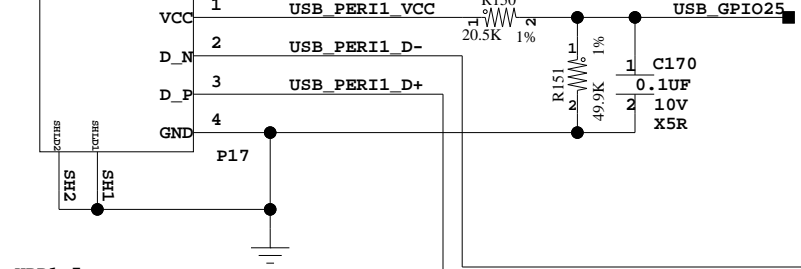 VCC 1 USB_PERI1_VCC
R150
1 2
20.5K 1%
USB_GPIO25
D_N 2 USB_PERI1_D-
D_P 3 USB_PERI1_D+
GND 4
P17
R151
1 2
49.9K 1%
C170
1 0.1UF
2 10V
X5R
SHLD2
SHLD1
SH2
SH1